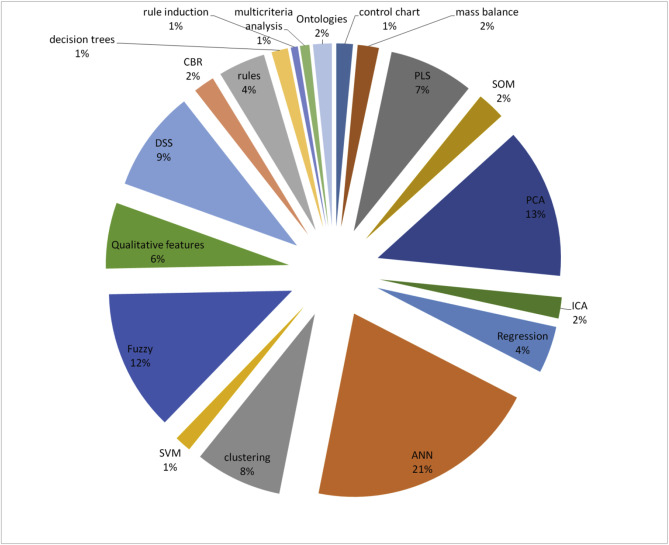 control chart
1%
mass balance
2%
PLS
7%
SOM
2%
PCA
13%
ICA
2%
Regression
4%
ANN
21%
clustering
8%
SVM
1%
Fuzzy
12%
Qualitative features
6%
DSS
9%
CBR
2%
rules
4%
decision trees
1%
rule induction
1%
multicriteria
analysis
1%
Ontologies
2%